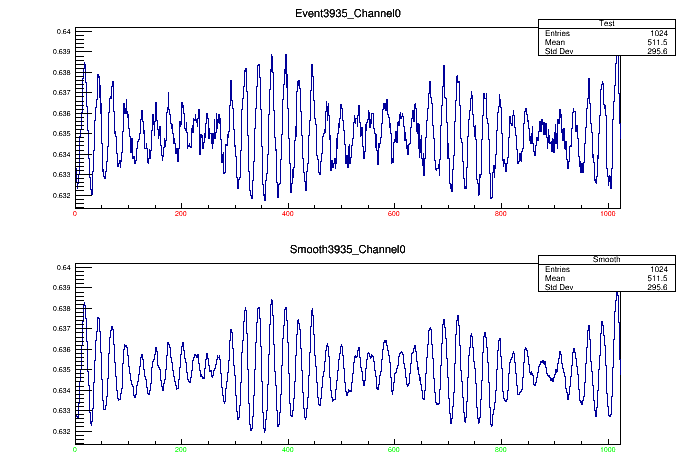 Event3935_Channel0
Test
Entries 1024
Mean 511.5
Std Dev 295.6
0.64
0.639
0.638
0.637
0.636
0.635
0.634
0.633
0.632
0 200 400 600 800 1000
Smooth3935_Channel0
Smooth
Entries 1024
Mean 511.5
Std Dev 295.6
0.64
0.639
0.638
0.637
0.636
0.635
0.634
0.633
0.632
0 200 400 600 800 1000